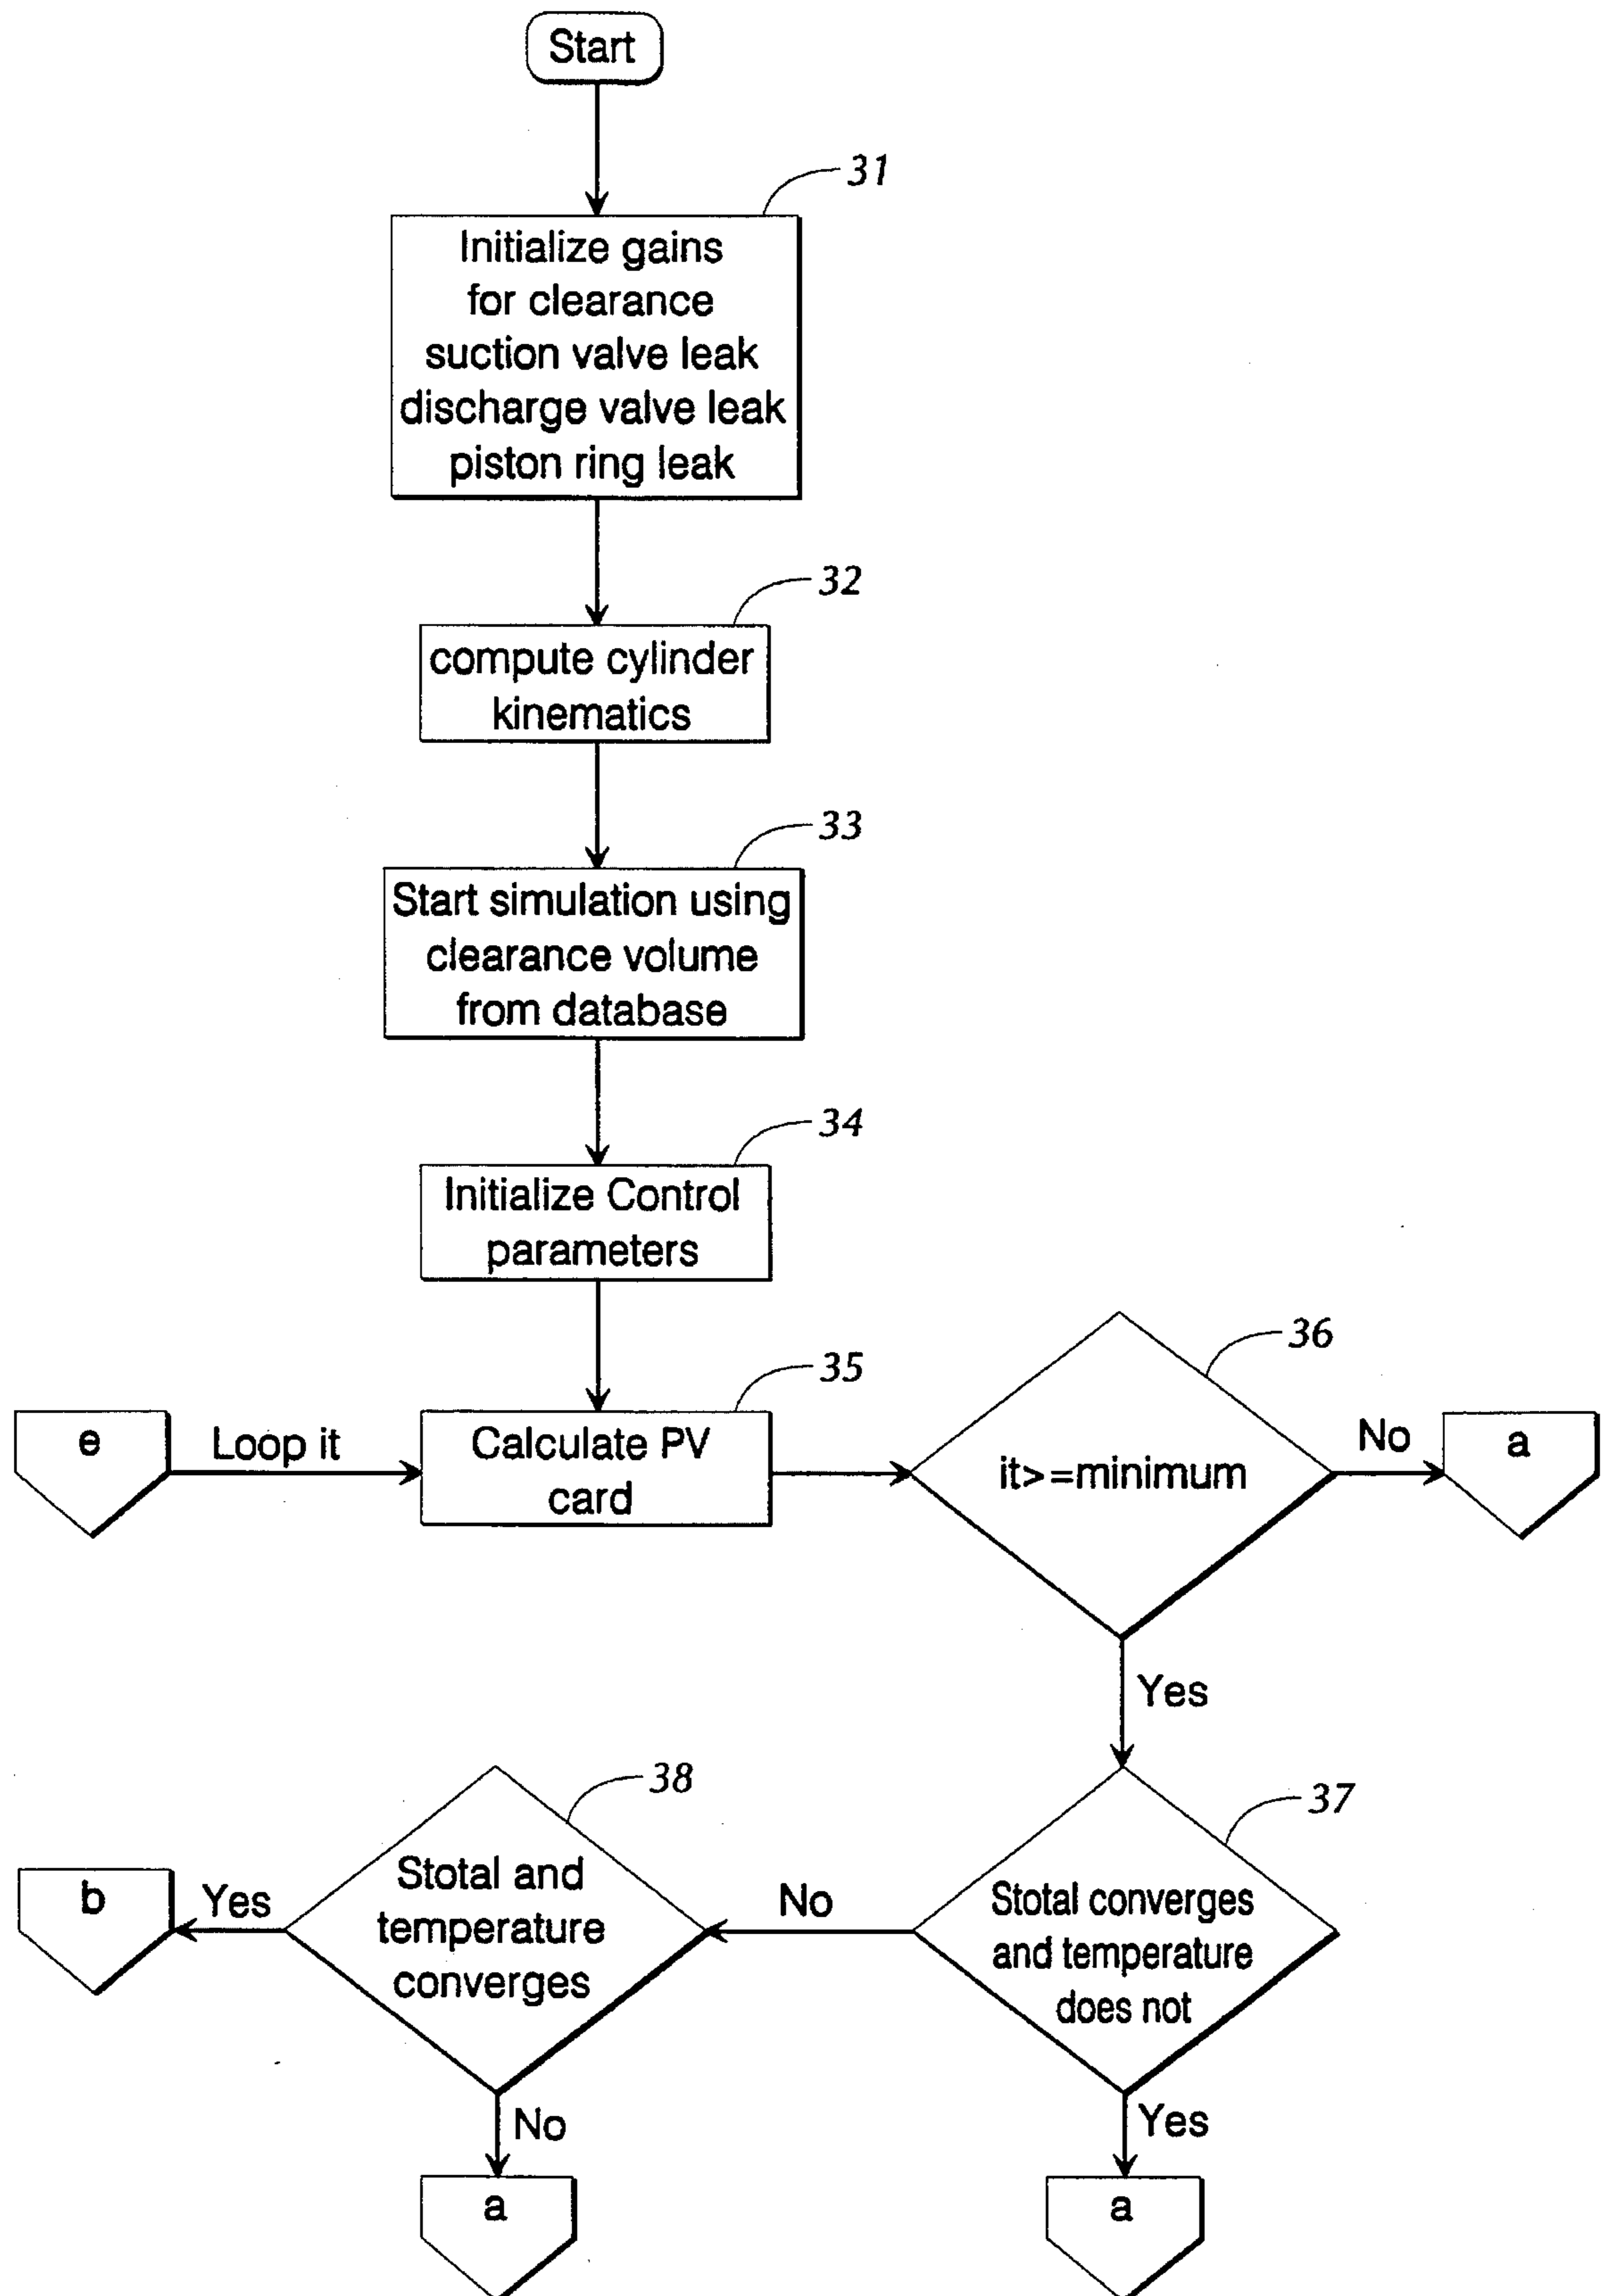 Start
31
Initialize gains
for clearance
suction valve leak
discharge valve leak
piston ring leak
32
compute cylinder
kinematics
33
Start simulation using
clearance volume
from database
34
Initialize Control
parameters
35
36
e
Loop it
Calculate PV
card
it>=minimum
No
a
Yes
38
37
b
Yes
Stotal and
temperature
converges
No
Stotal converges
and temperature
does not
No
Yes
a
a